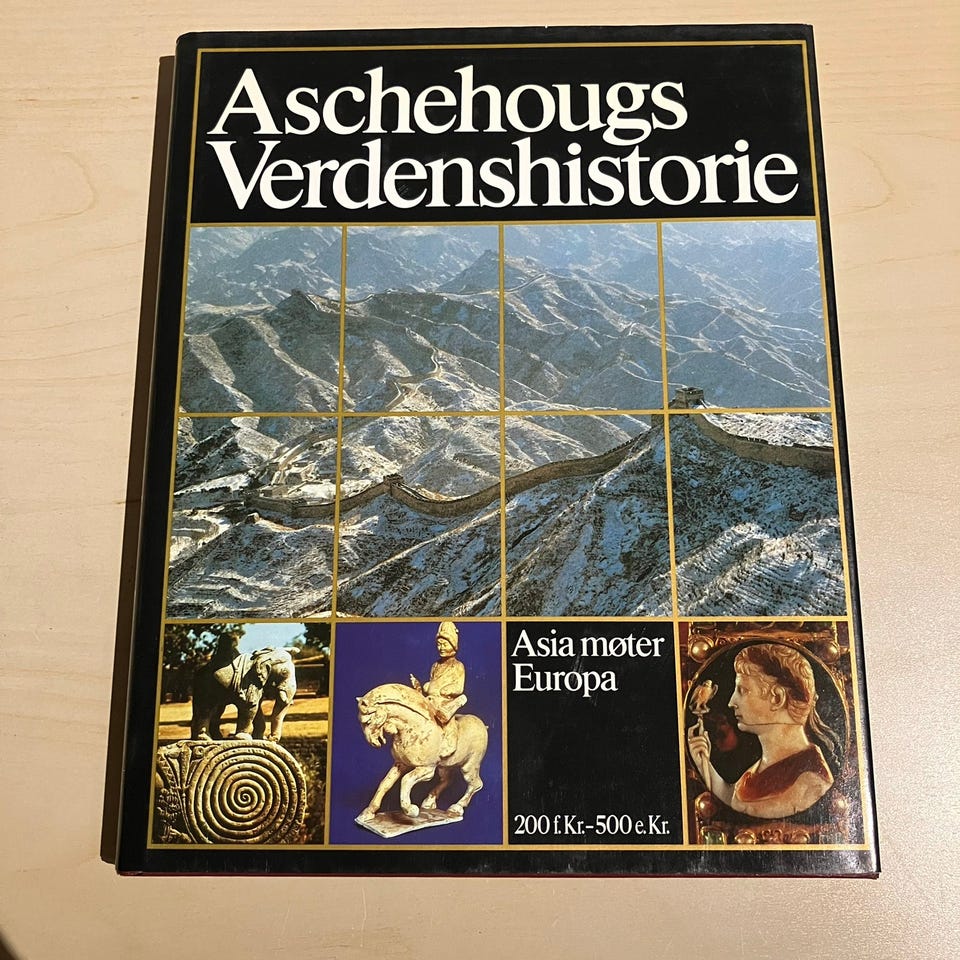 Aschehougs
Verdenshistorie
Asia møter
Europa
200 f.Kr.–500 e.Kr.